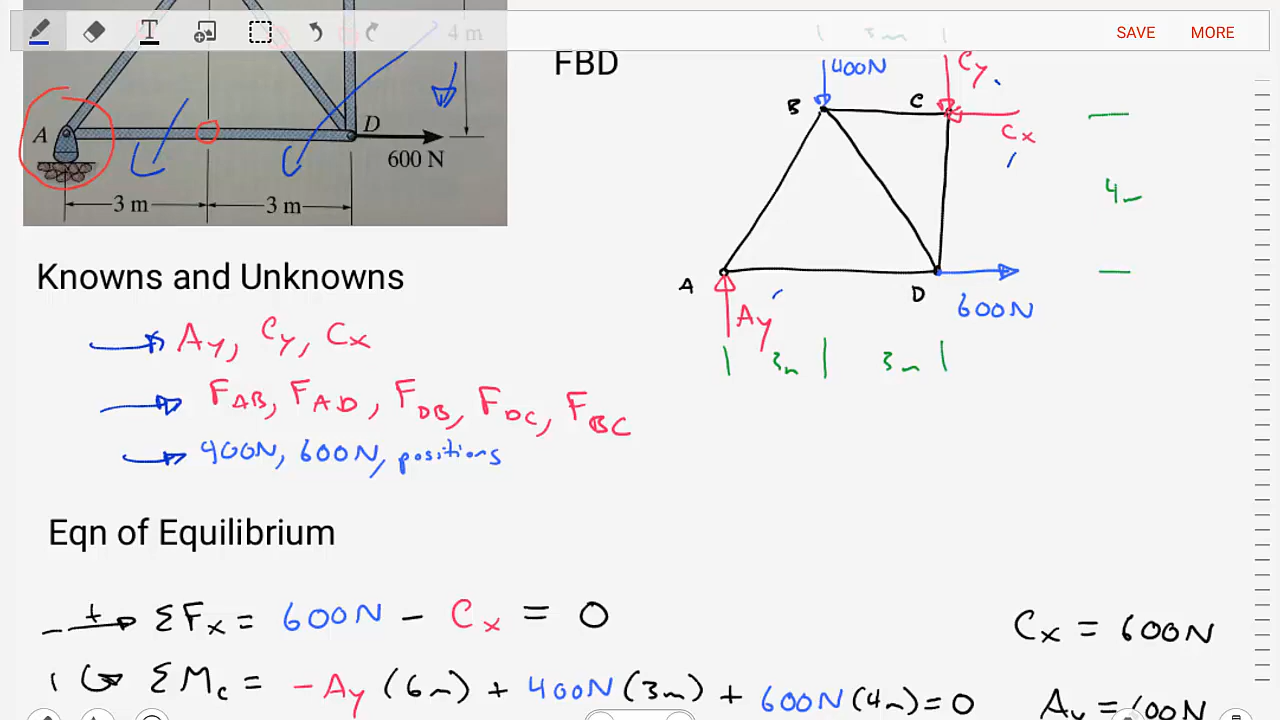 SAVE MORE
3m
4 m
FBD
400N
Cy
B
C
Cx
A
D
600 N
4m
3 m
3 m
A
D
Ay
600N
3m
3m
Knowns and Unknowns
Ay, Cy, Cx
FAB, FAD, FDB, FDC, FBC
400N, 600N, positions
Eqn of Equilibrium
+ ΣFx = 600N - Cx = 0
Cx = 600N
ΣMc = -Ay (6m) + 400N (3m) + 600N (4m) = 0